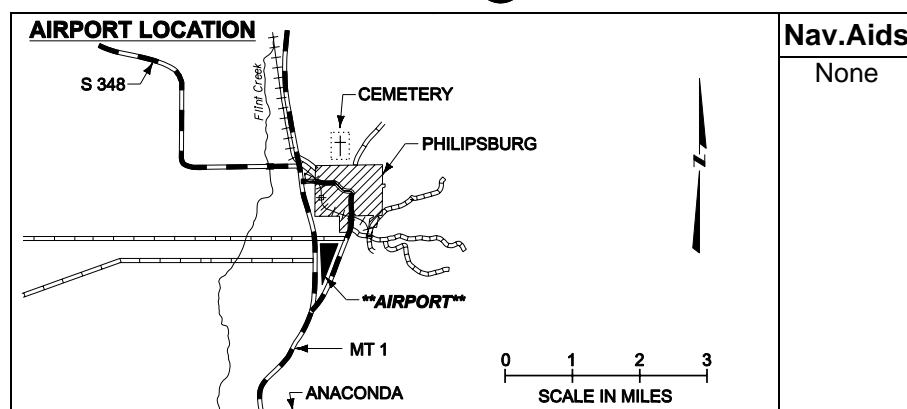 AIRPORT LOCATION
Nav.Aids
None
S 348
Flint Creek
CEMETERY
PHILIPSBURG
N
**AIRPORT**
MT 1
ANACONDA
0 1 2 3
SCALE IN MILES